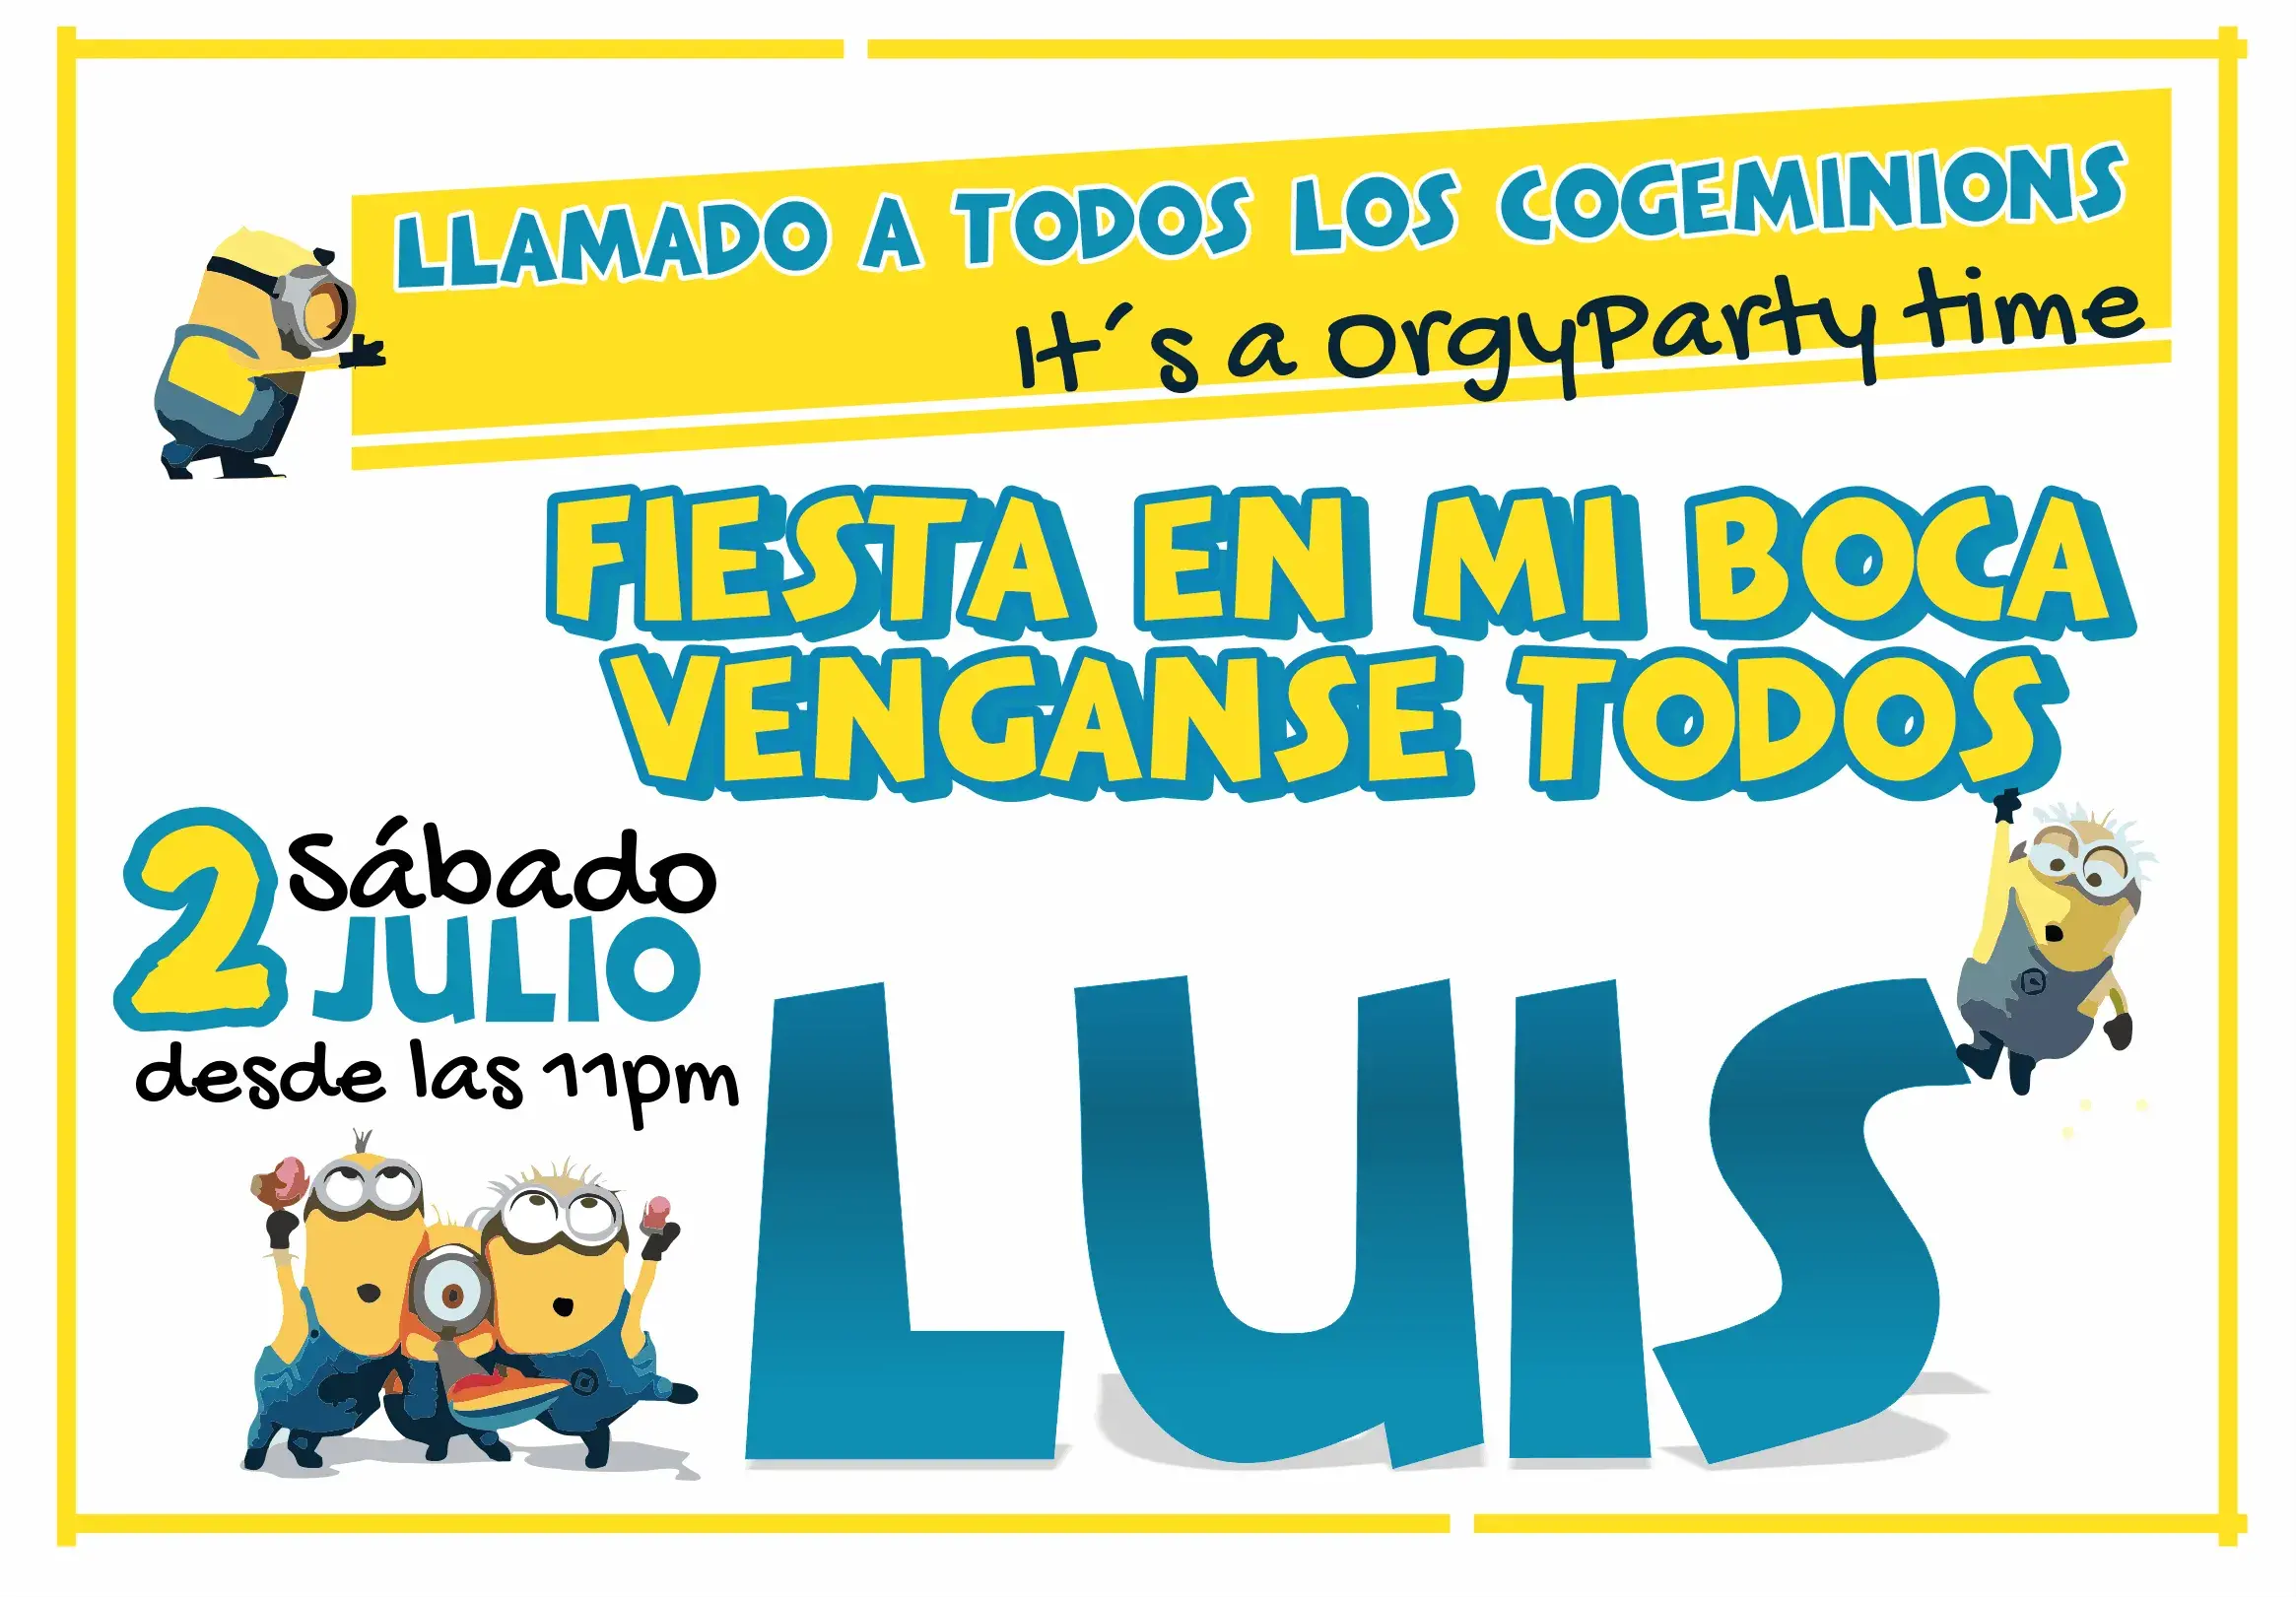 LLAMADO A TODOS LOS COGEMINIONS
It´s a orgyParty time
FIESTA EN MI BOCA
VENGANSE TODOS
2 Sábado
JULIO
desde las 11pm
LUIS